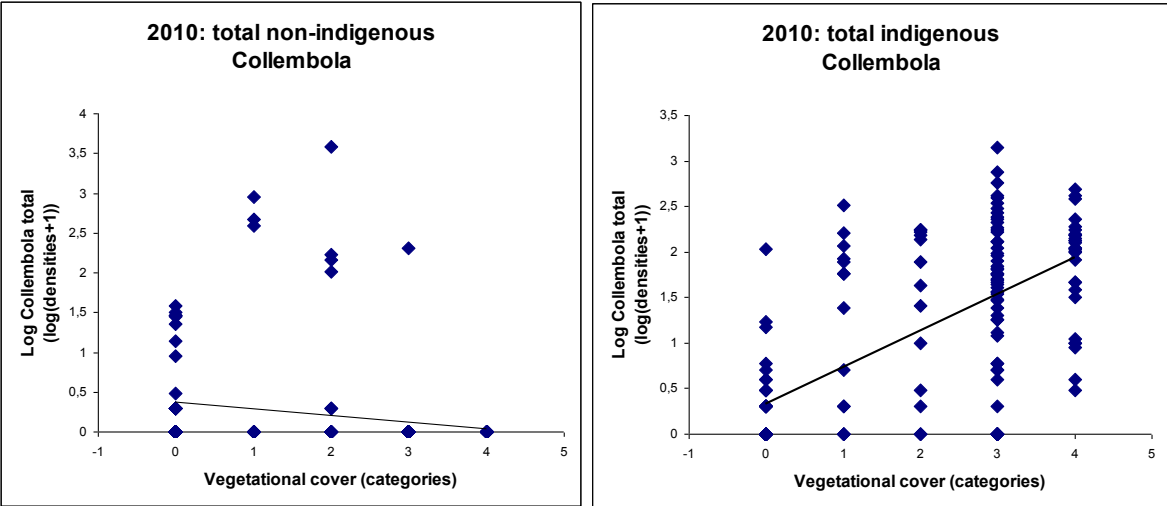 2010: total non-indigenous
Collembola
Log Collembola total
(log(densities+1))
4
3,5
3
2,5
2
1,5
1
0,5
0
-1 0 1 2 3 4 5
Vegetational cover (categories)
2010: total indigenous
Collembola
Log Collembola total
(log(densities+1))
3,5
3
2,5
2
1,5
1
0,5
0
-1 0 1 2 3 4 5
Vegetational cover (categories)